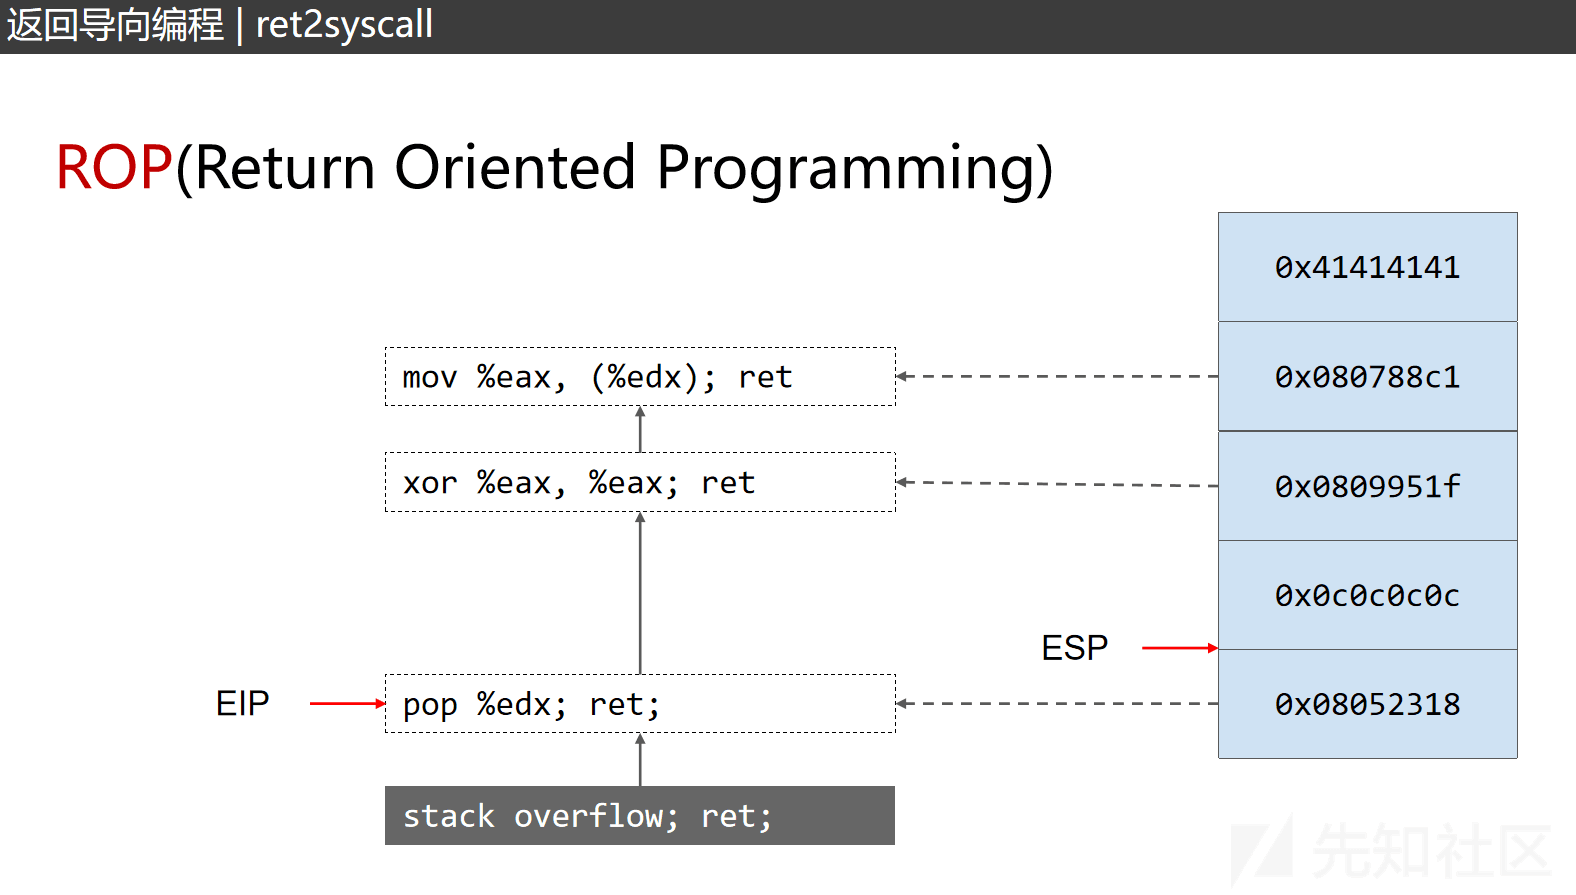 返回导向编程 | ret2syscall
ROP(Return Oriented Programming)
0x41414141
mov %eax, (%edx); ret
0x080788c1
xor %eax, %eax; ret
0x0809951f
0x0c0c0c0c
ESP
EIP
pop %edx; ret;
0x08052318
stack overflow; ret;
先知社区